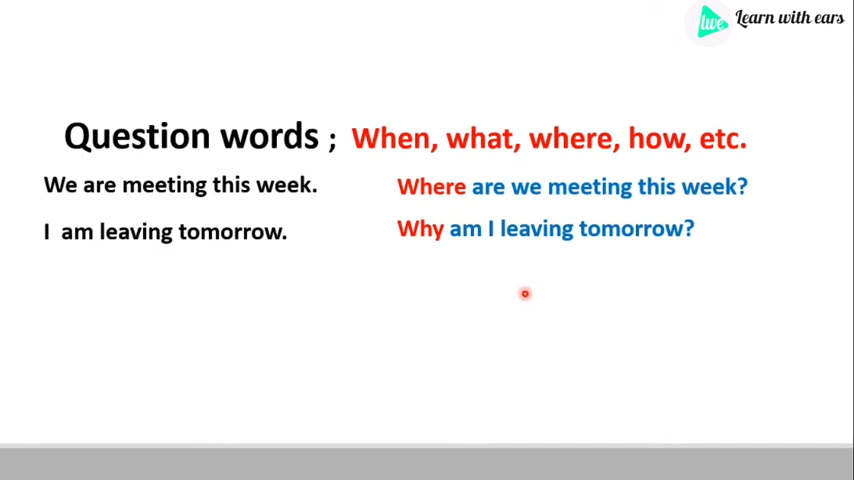 lwe Learn with ears
Question words ; When, what, where, how, etc.
We are meeting this week. Where are we meeting this week?
I am leaving tomorrow. Why am I leaving tomorrow?